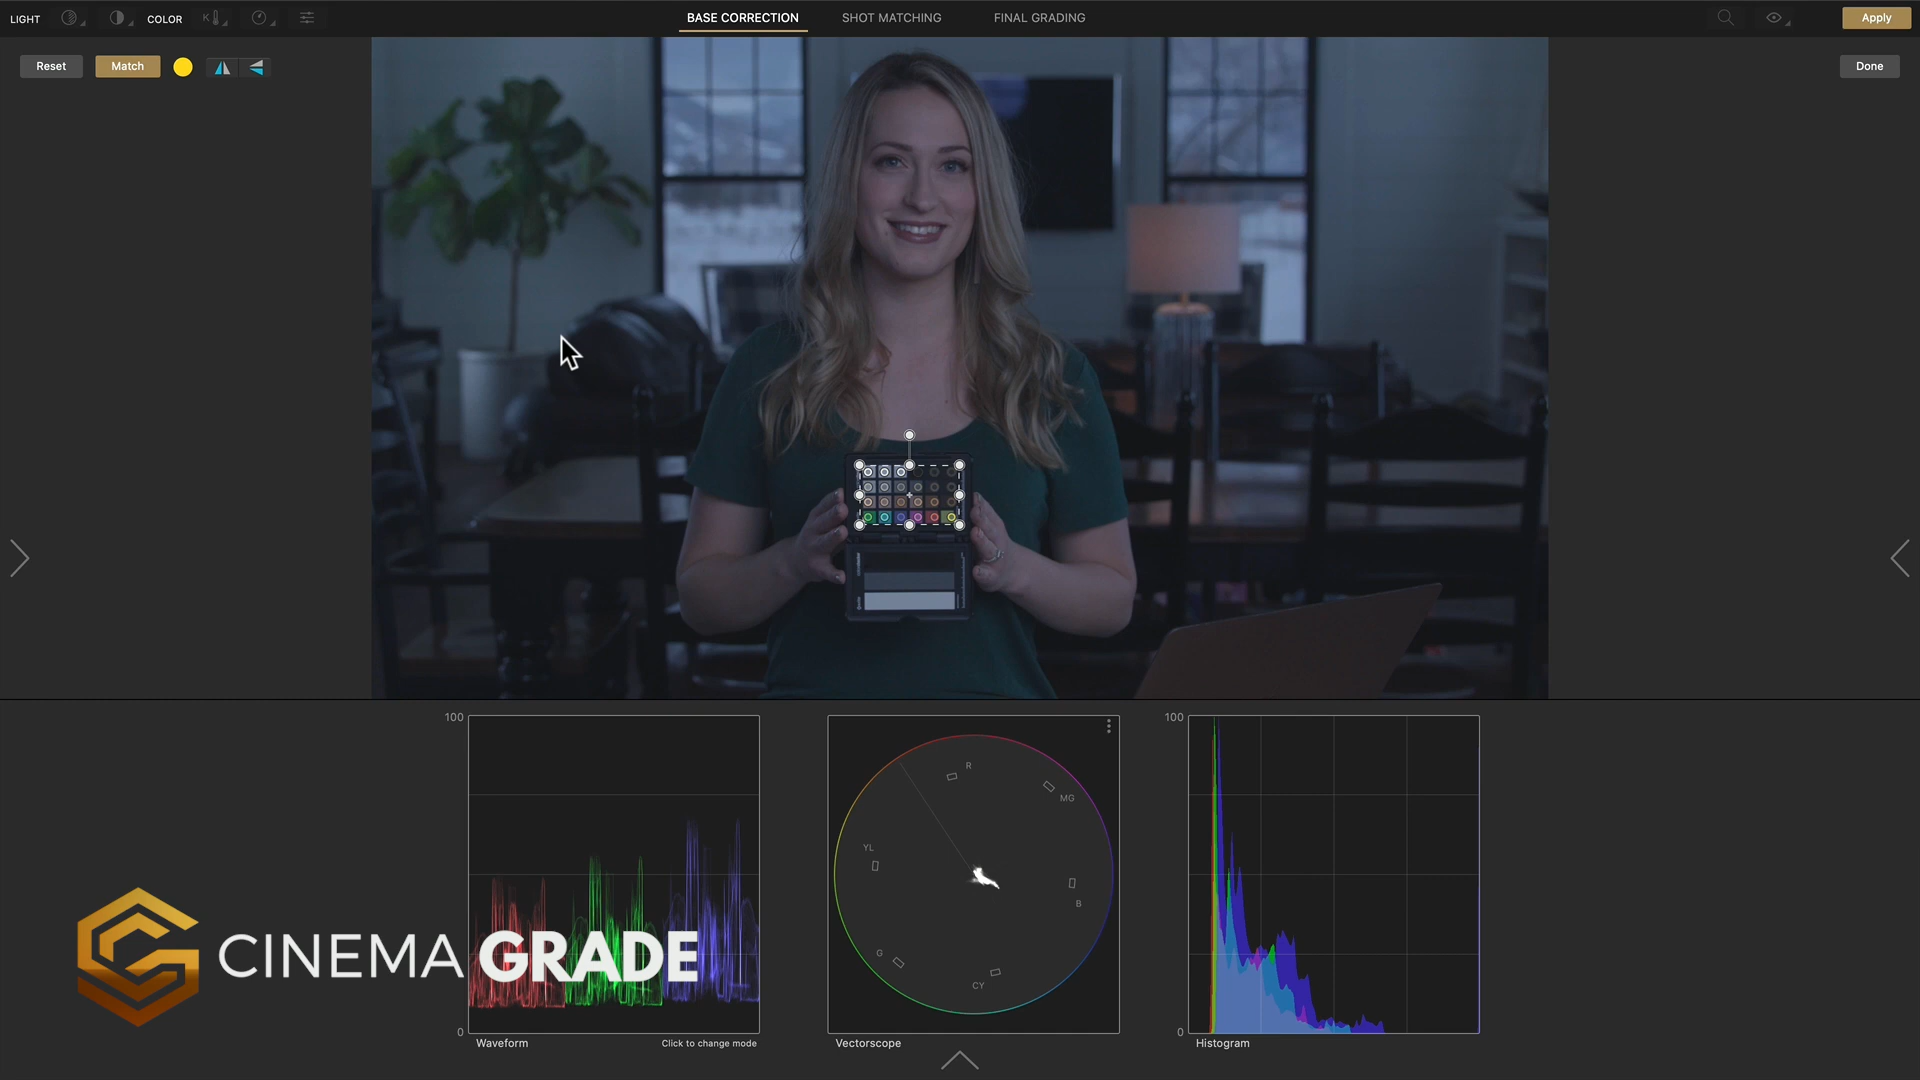 LIGHT
K
COLOR
BASE CORRECTION
SHOT MATCHING
FINAL GRADING
Apply
Reset
Match
Done
100
0
Waveform
Click to change mode
R
MG
YL
B
G
CY
Vectorscope
100
0
Histogram
CINEMA GRADE